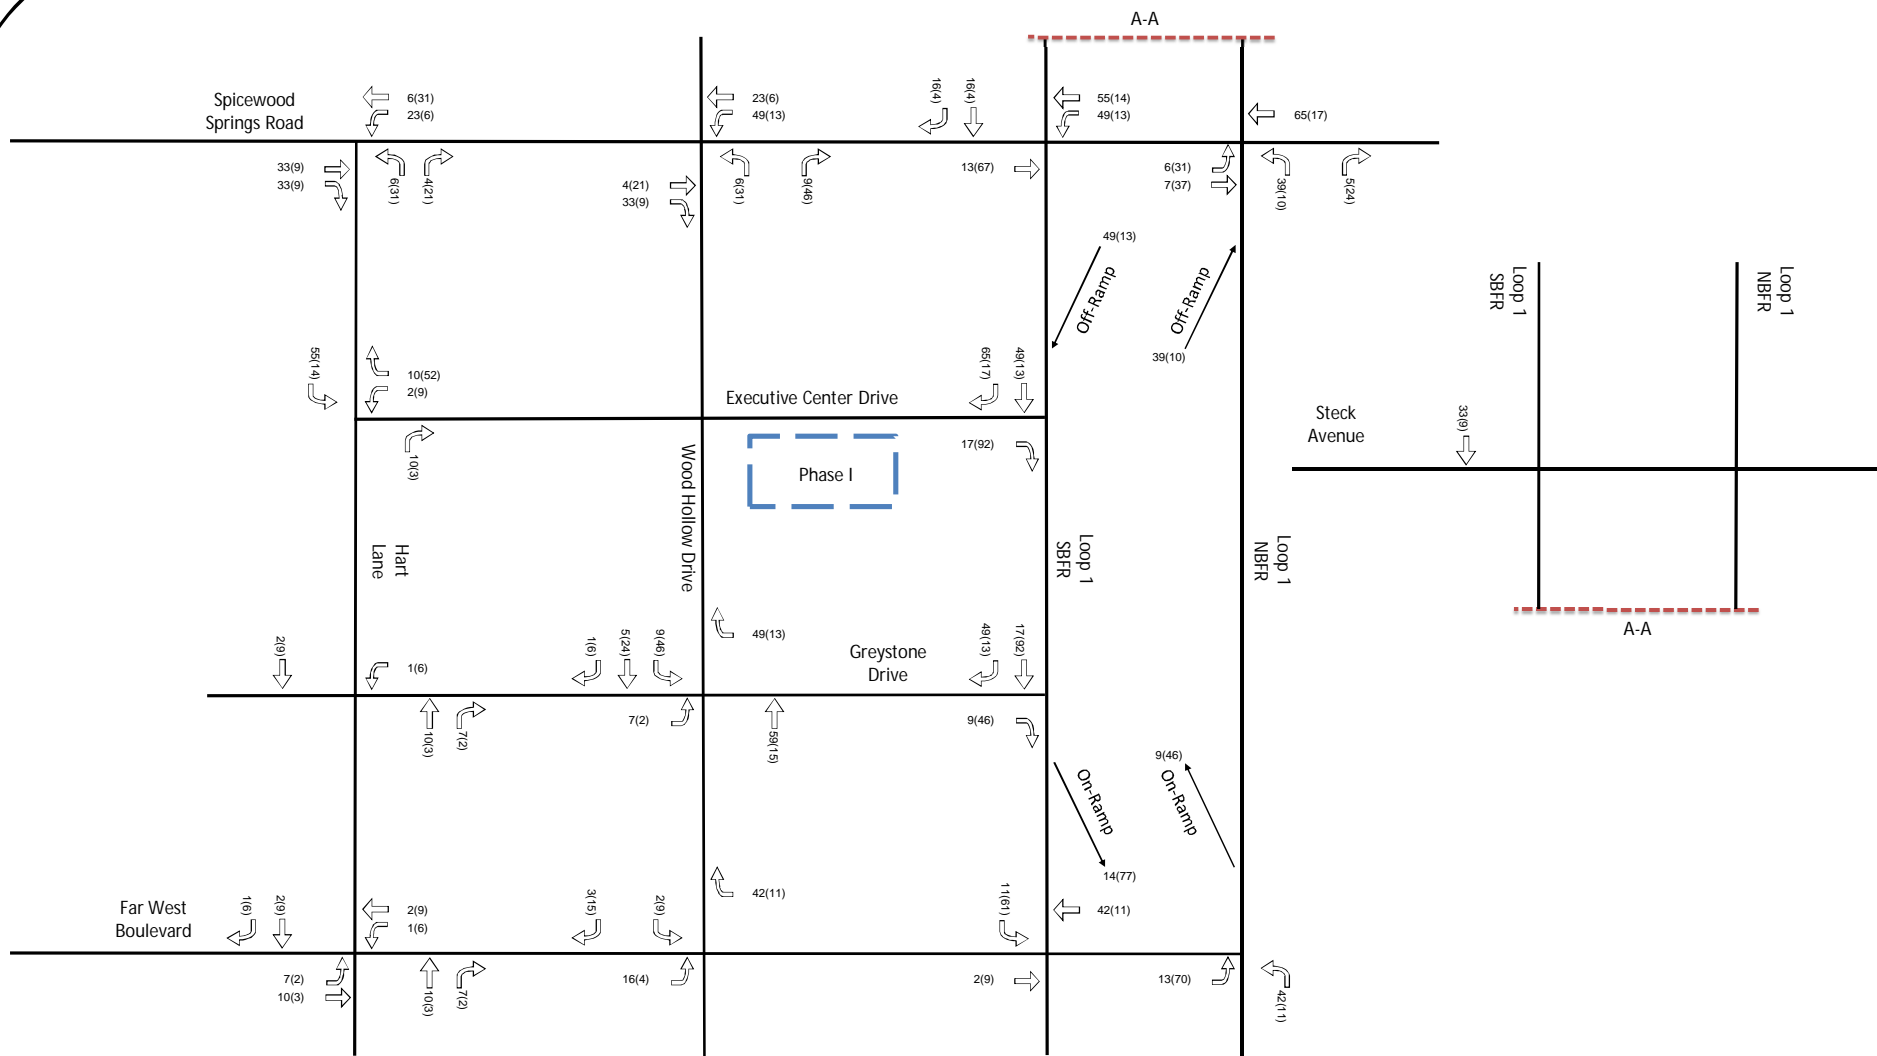 A-A
Spicewood
Springs Road
6(31)
23(6)
23(6)
49(13)
16(4)
16(4)
55(14)
49(13)
65(17)
33(9)
33(9)
6(31)
4(21)
4(21)
33(9)
6(31)
9(46)
13(67)
6(31)
7(37)
39(10)
5(24)
49(13)
Off-Ramp
Off-Ramp
39(10)
Loop 1
SBFR
Loop 1
NBFR
55(14)
10(52)
2(9)
Executive Center Drive
65(17)
49(13)
Steck
Avenue
33(9)
10(3)
Wood Hollow Drive
Phase I
17(92)
Hart
Lane
Loop 1
SBFR
Loop 1
NBFR
A-A
2(9)
1(6)
1(6)
5(24)
9(46)
49(13)
Greystone
Drive
49(13)
17(92)
10(3)
7(2)
7(2)
59(15)
9(46)
9(46)
On-Ramp
On-Ramp
14(77)
Far West
Boulevard
1(6)
2(9)
2(9)
1(6)
3(15)
2(9)
42(11)
11(61)
42(11)
7(2)
10(3)
10(3)
7(2)
16(4)
2(9)
13(70)
42(11)